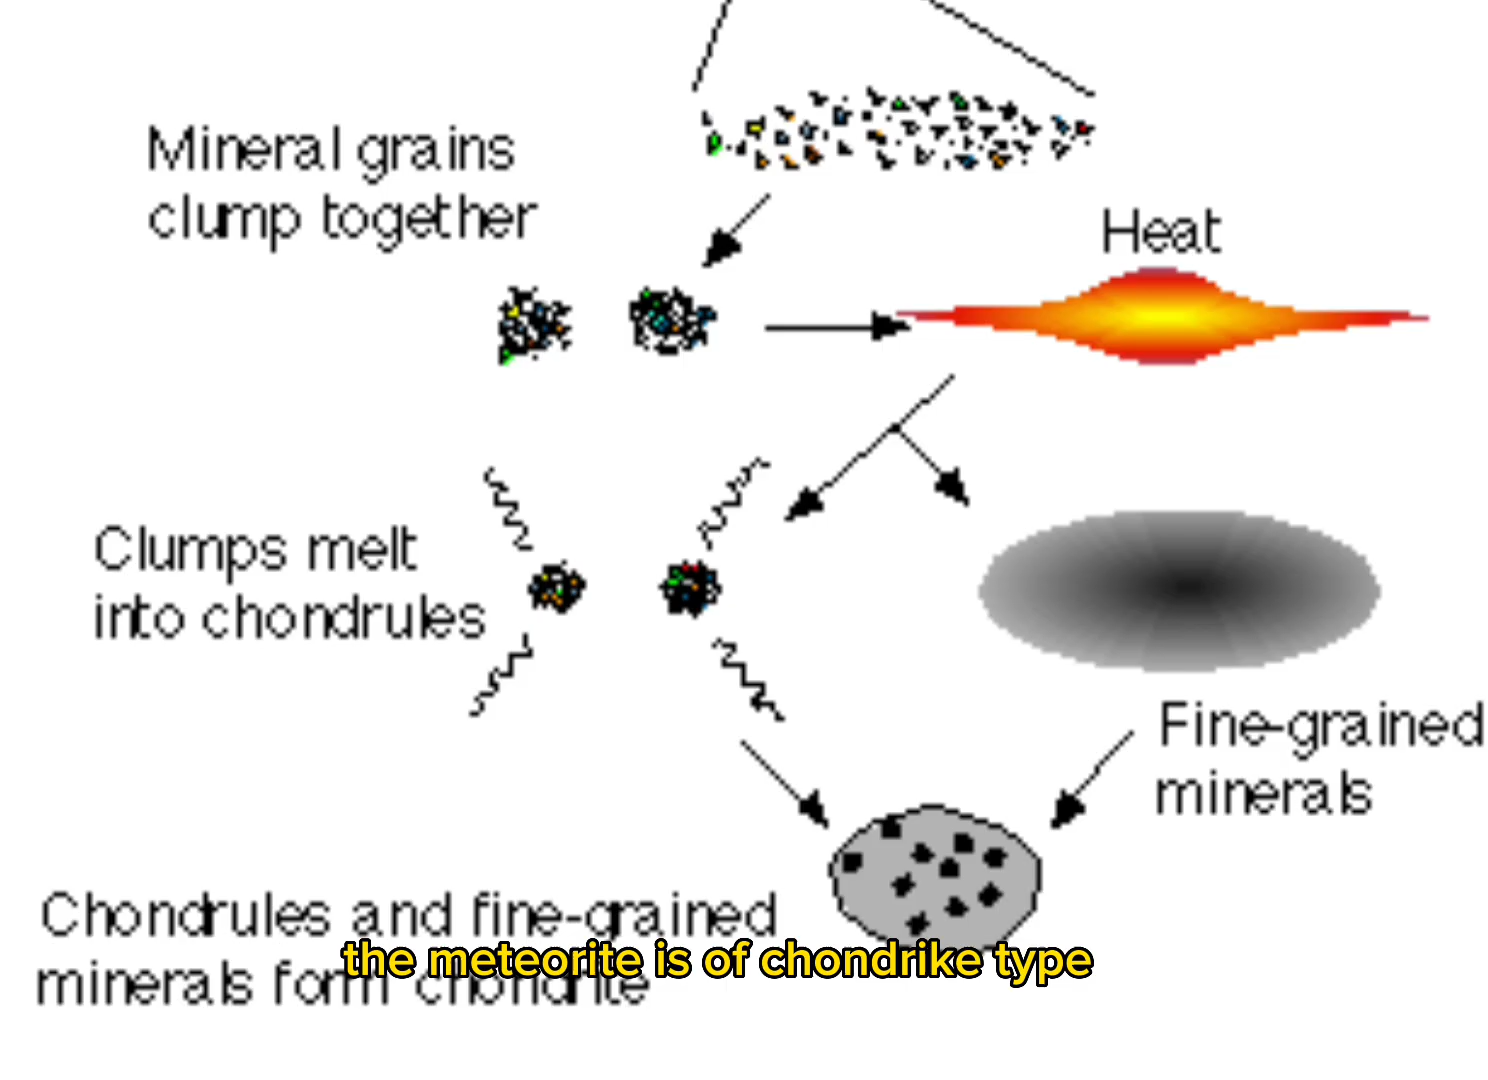 Mineral grains
clump together
Heat
Clumps melt
into chondrules
Fine-grained
minerals
Chondrules and fine-grained
minerals form chondrite
the meteorite is of chondrike type